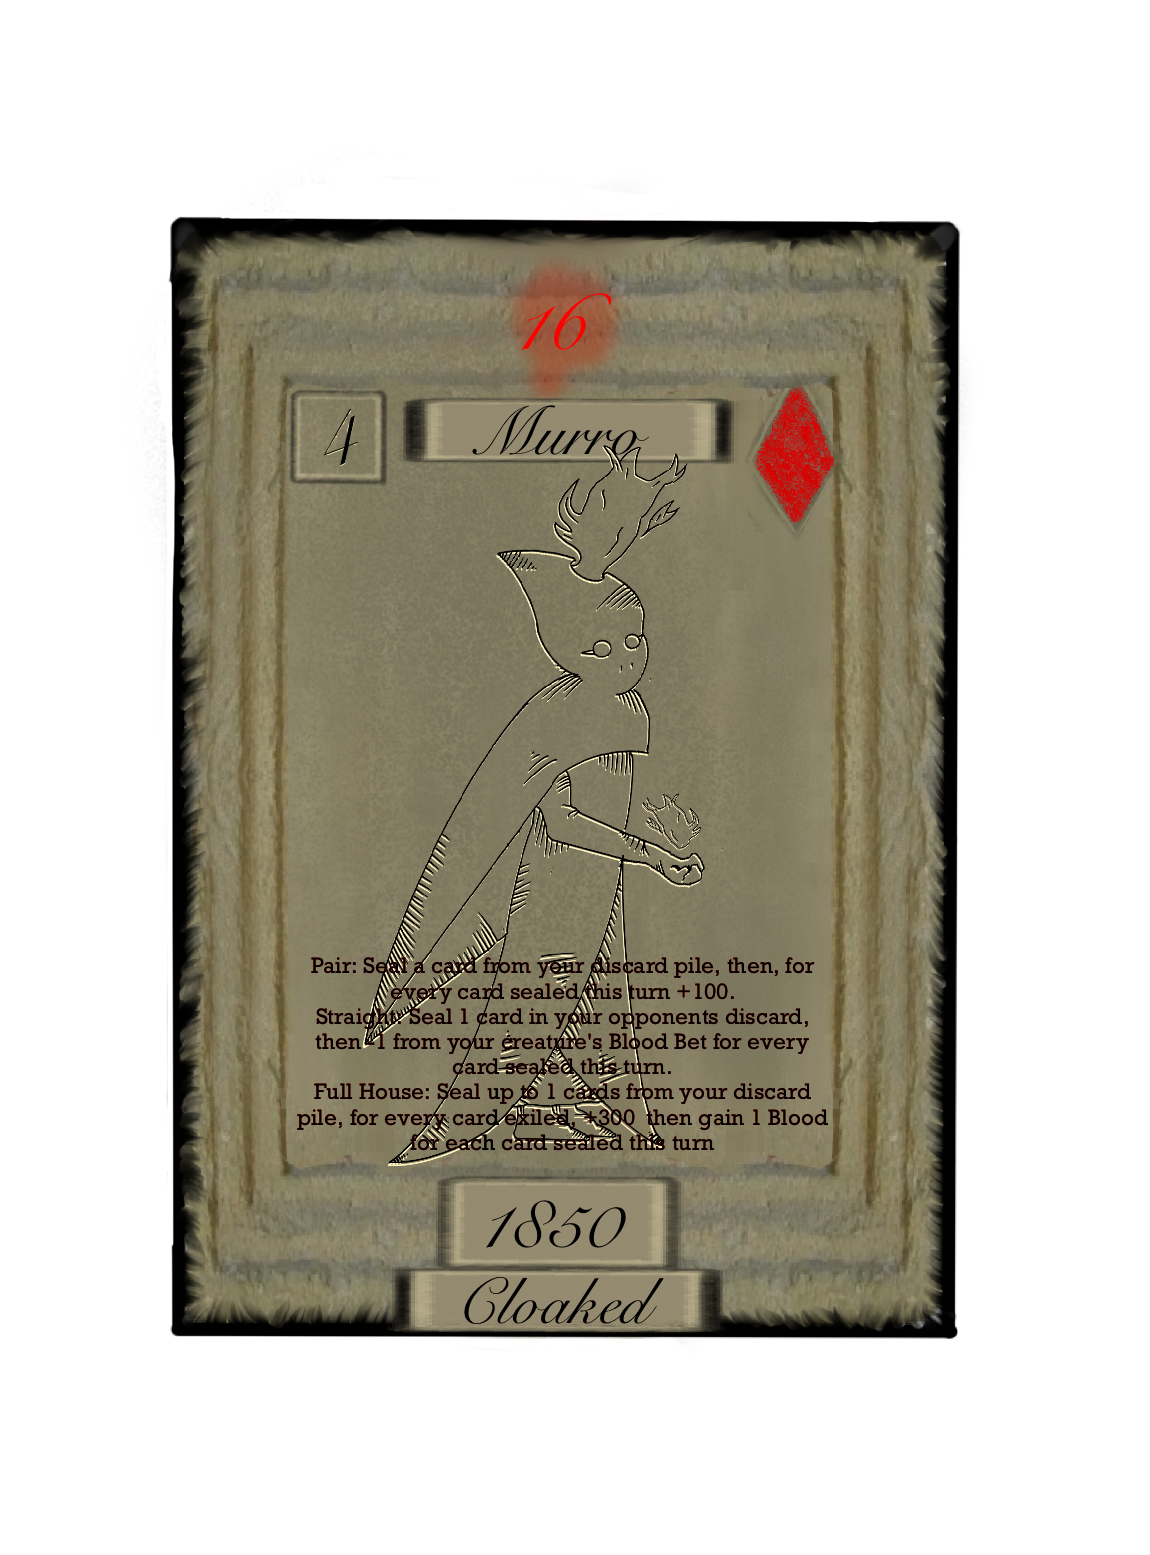 16
4
Murro
Pair: Seal a card from your discard pile, then, for
every card sealed this turn +100.
Straight: Seal 1 card in your opponents discard,
then -1 from your creature's Blood Bet for every
card sealed this turn.
Full House: Seal up to 1 cards from your discard
pile, for every card exiled, +300 then gain 1 Blood
for each card sealed this turn
1850
Cloaked